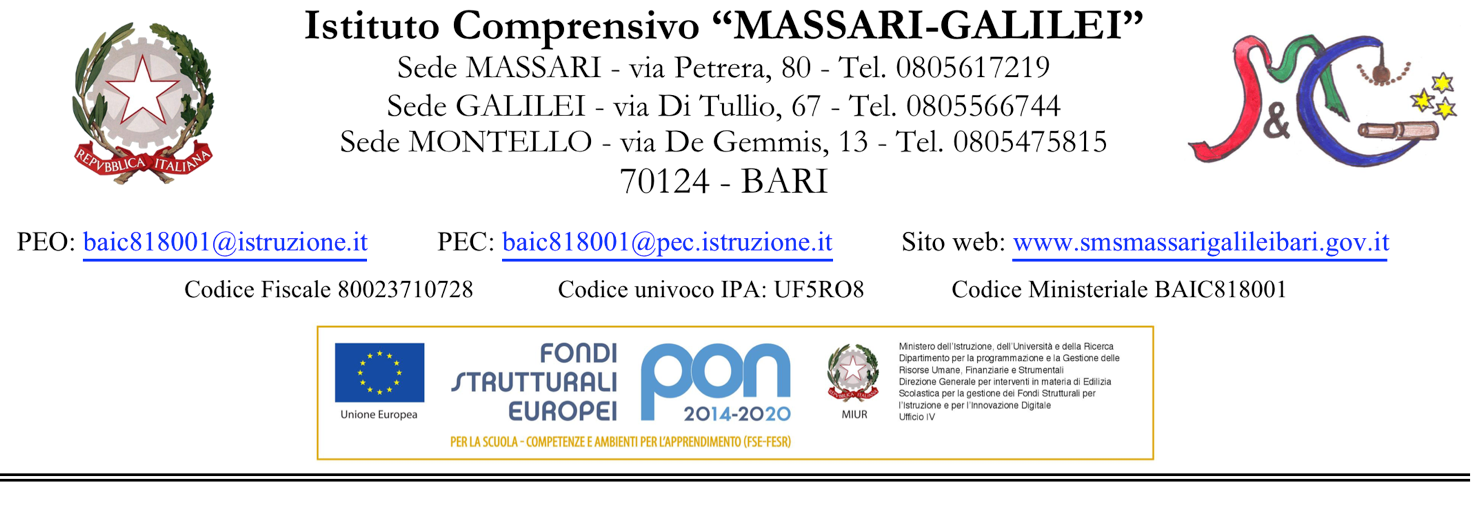 Istituto Comprensivo “MASSARI-GALILEI”
Sede MASSARI - via Petrera, 80 - Tel. 0805617219
Sede GALILEI - via Di Tullio, 67 - Tel. 0805566744
Sede MONTELLO - via De Gemmis, 13 - Tel. 0805475815
70124 - BARI
REPVBBLICA ITALIANA
M&G
PEO: baic818001@istruzione.it PEC: baic818001@pec.istruzione.it Sito web: www.smsmassarigalileibari.gov.it
Codice Fiscale 80023710728 Codice univoco IPA: UF5RO8 Codice Ministeriale BAIC818001
Unione Europea
FONDI
STRUTTURALI
EUROPEI
pon
2014-2020
PER LA SCUOLA - COMPETENZE E AMBIENTI PER L'APPRENDIMENTO (FSE-FESR)
MIUR
Ministero dell'Istruzione, dell'Università e della Ricerca
Dipartimento per la programmazione e la Gestione delle
Risorse Umane, Finanziarie e Strumentali
Direzione Generale per interventi in materia di Edilizia
Scolastica per la gestione dei Fondi Strutturali per
l'Istruzione e per l'Innovazione Digitale
Ufficio IV